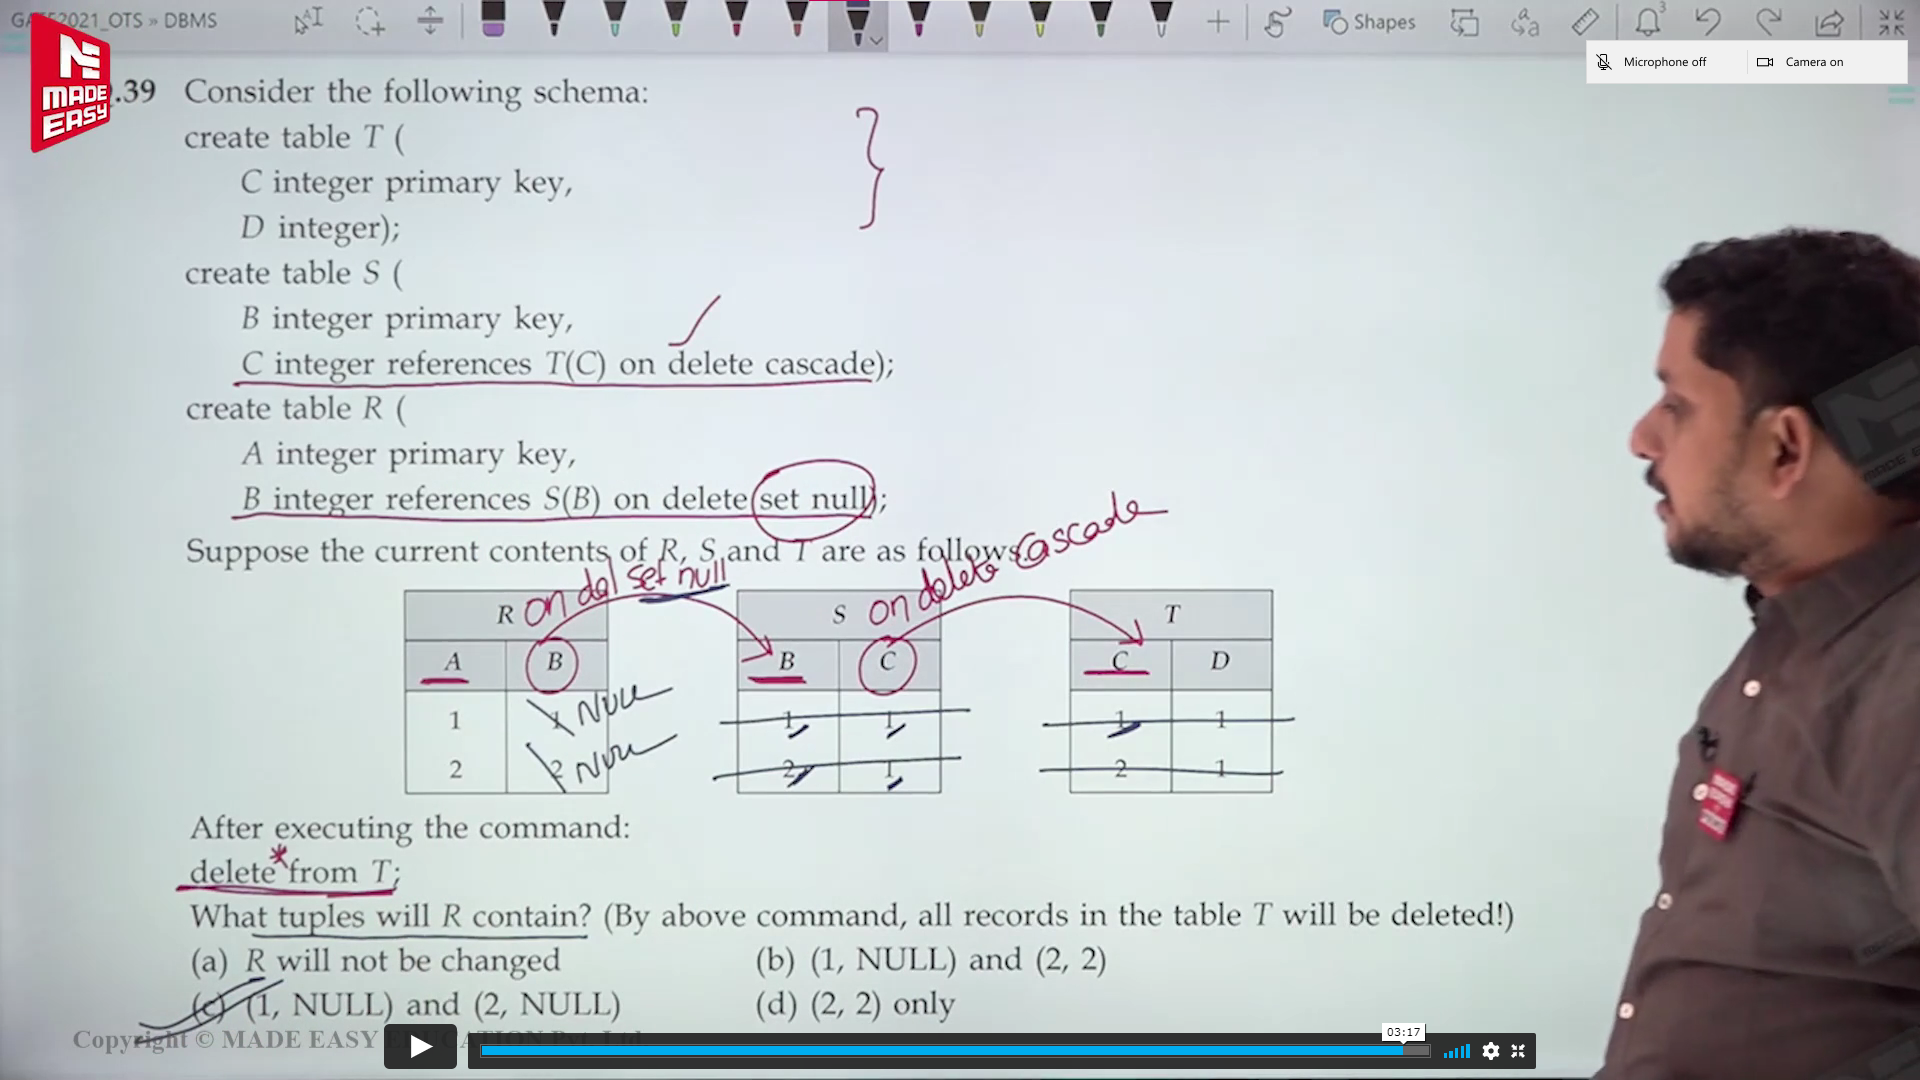 GATE2021_OTS » DBMS
Shapes
3
Microphone off
Camera on
MADE EASY
.39 Consider the following schema:
create table T (
C integer primary key,
D integer);
create table S (
B integer primary key,
C integer references T(C) on delete cascade);
create table R (
A integer primary key,
B integer references S(B) on delete set null);
Suppose the current contents of R, S and T are as follows
on del set null
on delete cascade
R S T
A B B C C D
1 1 NULL 1 1 1 1
2 2 NULL 2 1 2 1
After executing the command:
delete * from T;
What tuples will R contain? (By above command, all records in the table T will be deleted!)
(a) R will not be changed (b) (1, NULL) and (2, 2)
(c) (1, NULL) and (2, NULL) (d) (2, 2) only
Copyright © MADE EASY EDUCATION Pvt. Ltd.
03:17